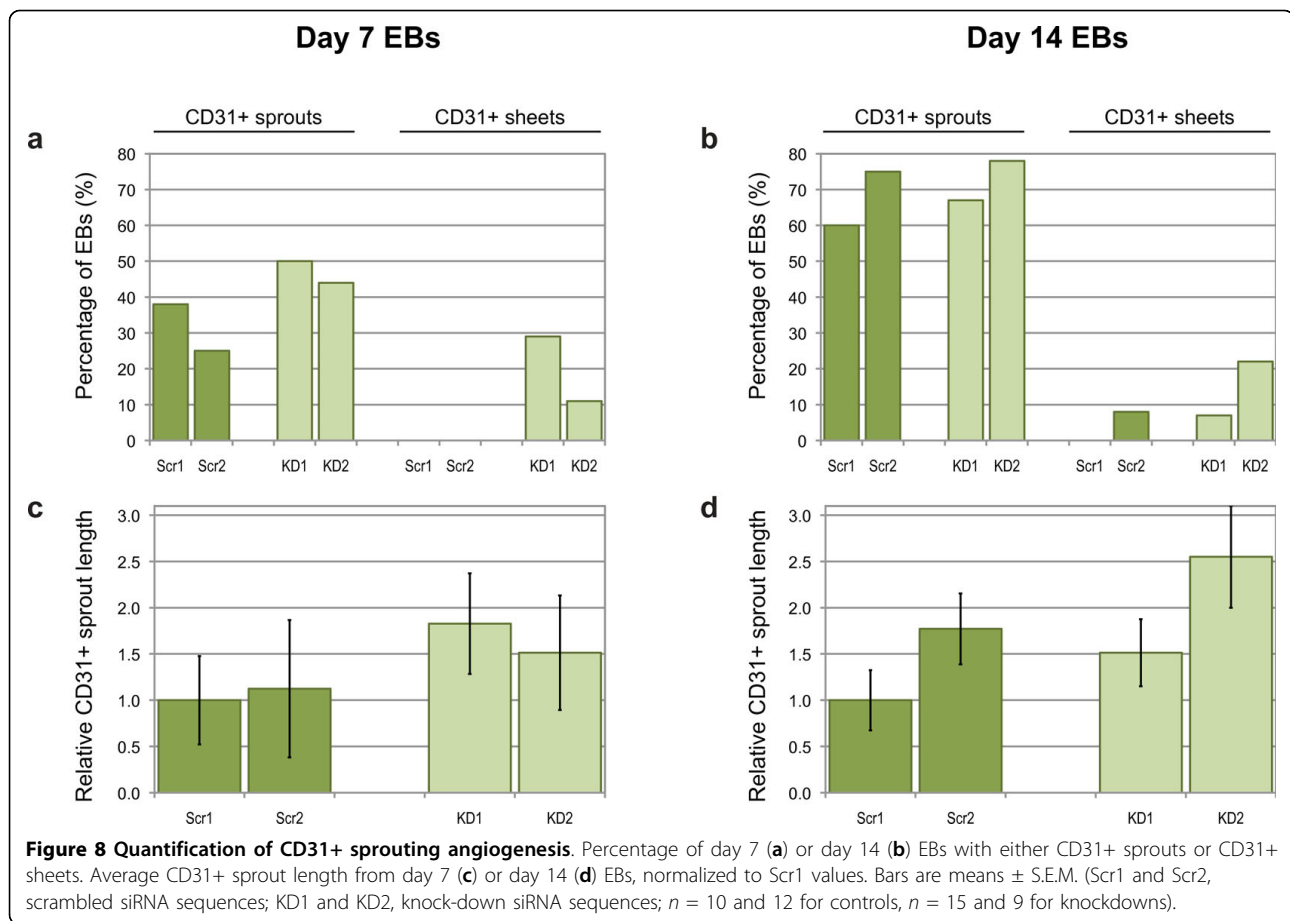 Day 7 EBs
Day 14 EBs
a
CD31+ sprouts
CD31+ sheets
Percentage of EBs (%)
80
70
60
50
40
30
20
10
0
Scr1 Scr2 KD1 KD2 Scr1 Scr2 KD1 KD2
b
CD31+ sprouts
CD31+ sheets
Percentage of EBs (%)
80
70
60
50
40
30
20
10
0
Scr1 Scr2 KD1 KD2 Scr1 Scr2 KD1 KD2
c
Relative CD31+ sprout length
3.0
2.5
2.0
1.5
1.0
0.5
0.0
Scr1 Scr2 KD1 KD2
d
Relative CD31+ sprout length
3.0
2.5
2.0
1.5
1.0
0.5
0.0
Scr1 Scr2 KD1 KD2
Figure 8 Quantification of CD31+ sprouting angiogenesis. Percentage of day 7 (a) or day 14 (b) EBs with either CD31+ sprouts or CD31+
sheets. Average CD31+ sprout length from day 7 (c) or day 14 (d) EBs, normalized to Scr1 values. Bars are means ± S.E.M. (Scr1 and Scr2,
scrambled siRNA sequences; KD1 and KD2, knock-down siRNA sequences; n = 10 and 12 for controls, n = 15 and 9 for knockdowns).